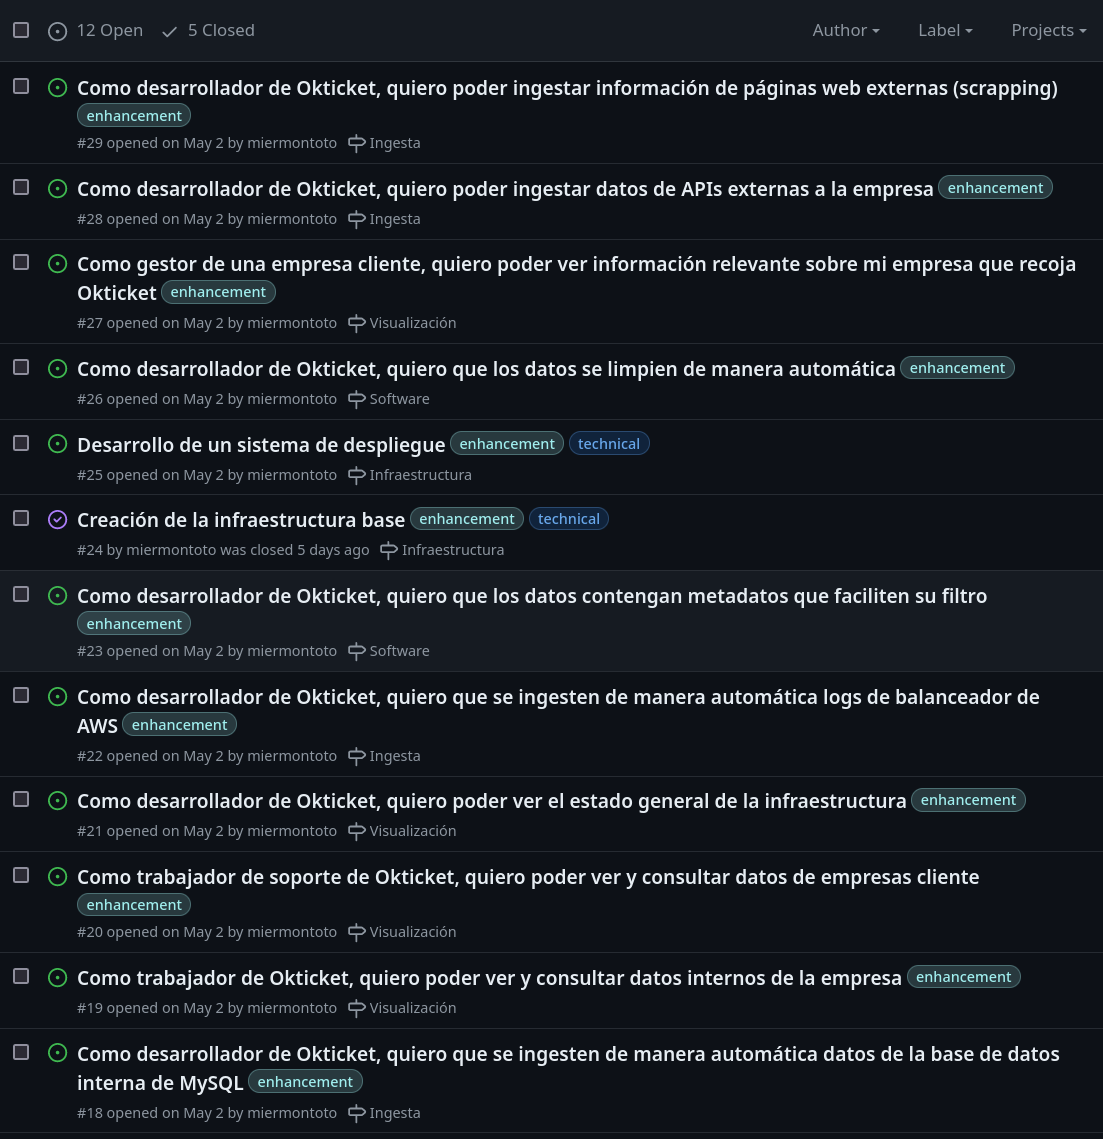 12 Open 5 Closed Author Label Projects
Como desarrollador de Okticket, quiero poder ingestar información de páginas web externas (scrapping)
enhancement
#29 opened on May 2 by miermontoto Ingesta
Como desarrollador de Okticket, quiero poder ingestar datos de APIs externas a la empresa enhancement
#28 opened on May 2 by miermontoto Ingesta
Como gestor de una empresa cliente, quiero poder ver información relevante sobre mi empresa que recoja
Okticket enhancement
#27 opened on May 2 by miermontoto Visualización
Como desarrollador de Okticket, quiero que los datos se limpien de manera automática enhancement
#26 opened on May 2 by miermontoto Software
Desarrollo de un sistema de despliegue enhancement technical
#25 opened on May 2 by miermontoto Infraestructura
Creación de la infraestructura base enhancement technical
#24 by miermontoto was closed 5 days ago Infraestructura
Como desarrollador de Okticket, quiero que los datos contengan metadatos que faciliten su filtro
enhancement
#23 opened on May 2 by miermontoto Software
Como desarrollador de Okticket, quiero que se ingesten de manera automática logs de balanceador de
AWS enhancement
#22 opened on May 2 by miermontoto Ingesta
Como desarrollador de Okticket, quiero poder ver el estado general de la infraestructura enhancement
#21 opened on May 2 by miermontoto Visualización
Como trabajador de soporte de Okticket, quiero poder ver y consultar datos de empresas cliente
enhancement
#20 opened on May 2 by miermontoto Visualización
Como trabajador de Okticket, quiero poder ver y consultar datos internos de la empresa enhancement
#19 opened on May 2 by miermontoto Visualización
Como desarrollador de Okticket, quiero que se ingesten de manera automática datos de la base de datos
interna de MySQL enhancement
#18 opened on May 2 by miermontoto Ingesta